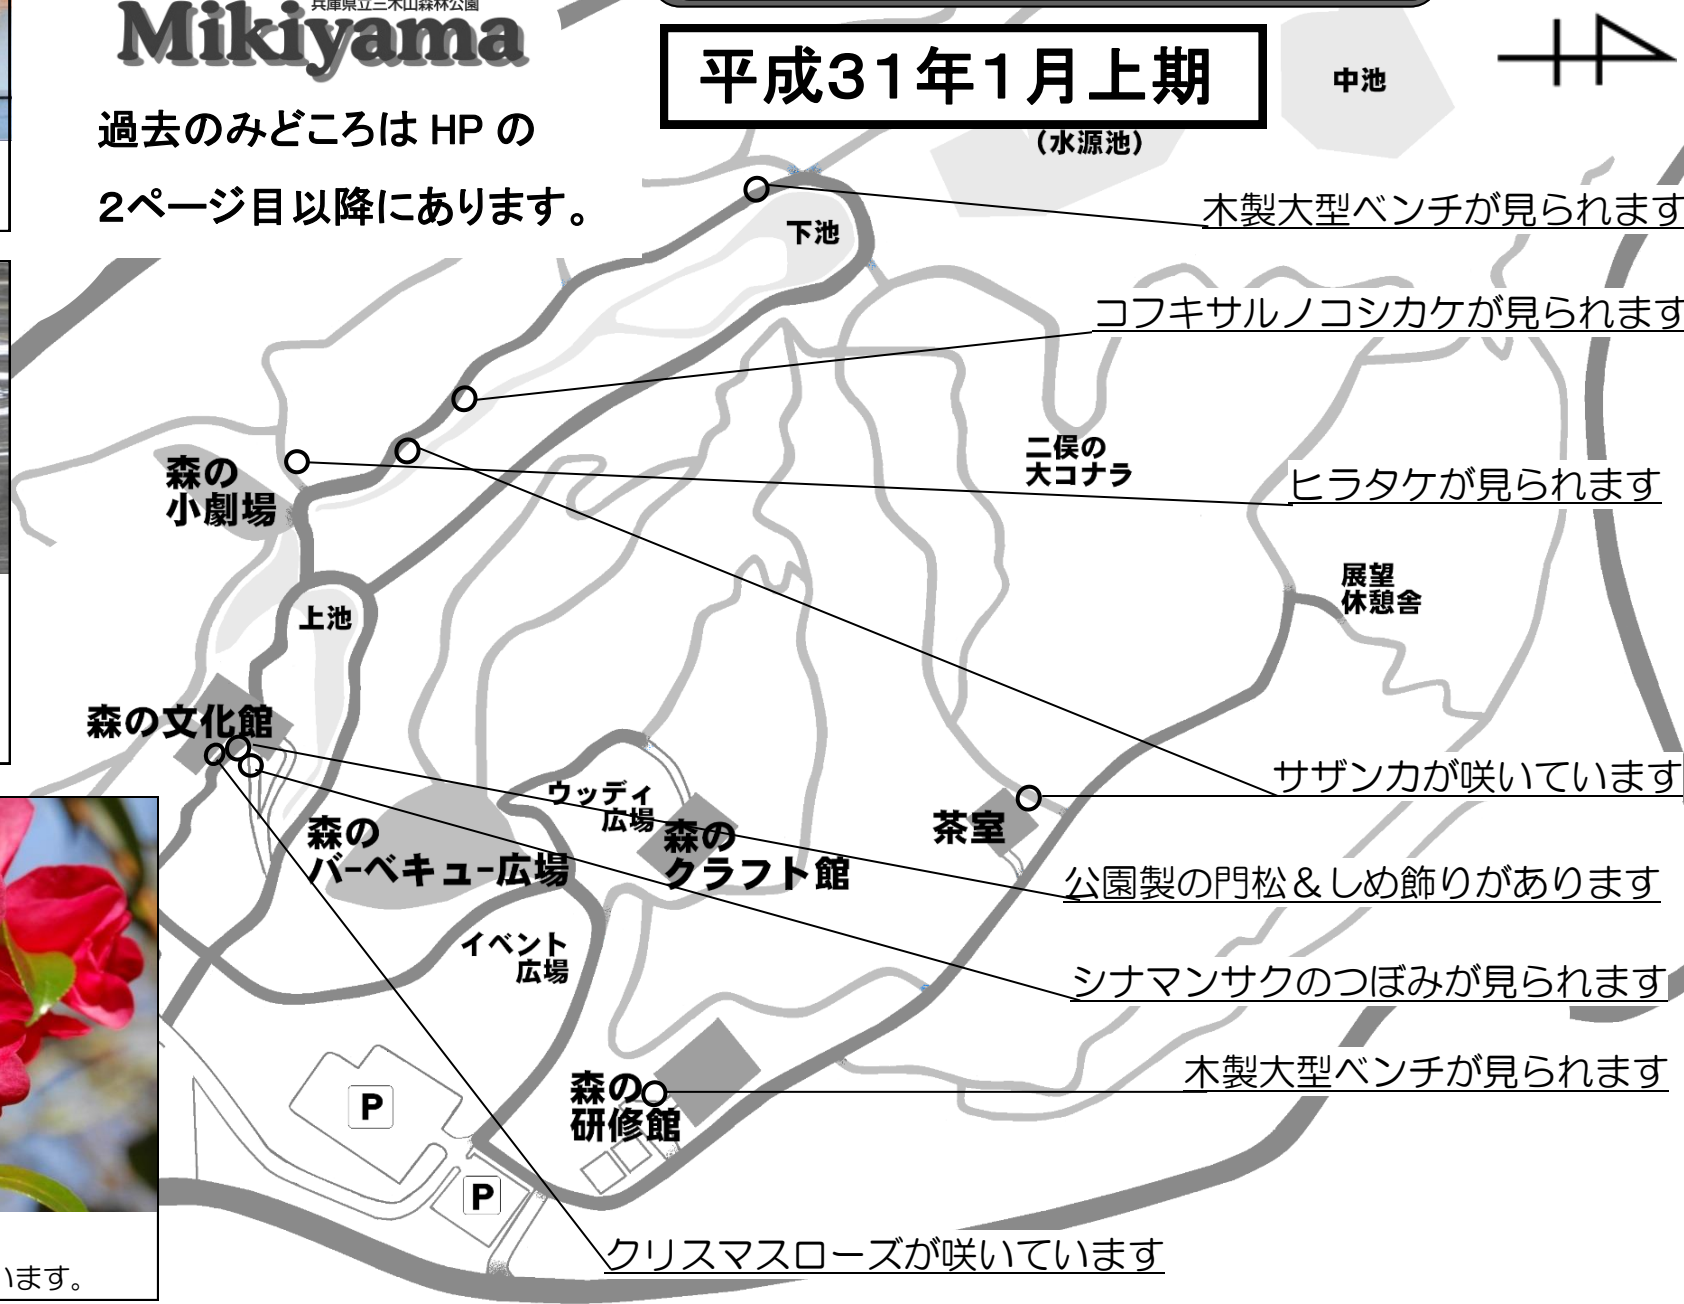 兵庫県立三木山森林公園
Mikiyama
過去のみどころは HP の
2ページ目以降にあります。
平成31年1月上期
中池
(水源池)
木製大型ベンチが見られます
下池
コフキサルノコシカケが見られます
二俣の
大コナラ
森の
小劇場
ヒラタケが見られます
展望
休憩舎
上池
森の文化館
サザンカが咲いています
ウッディ
広場
森の
クラフト館
茶室
森の
バーベキュー広場
公園製の門松&しめ飾りがあります
イベント
広場
シナマンサクのつぼみが見られます
木製大型ベンチが見られます
森の
研修館
P
P
クリスマスローズが咲いています
います。